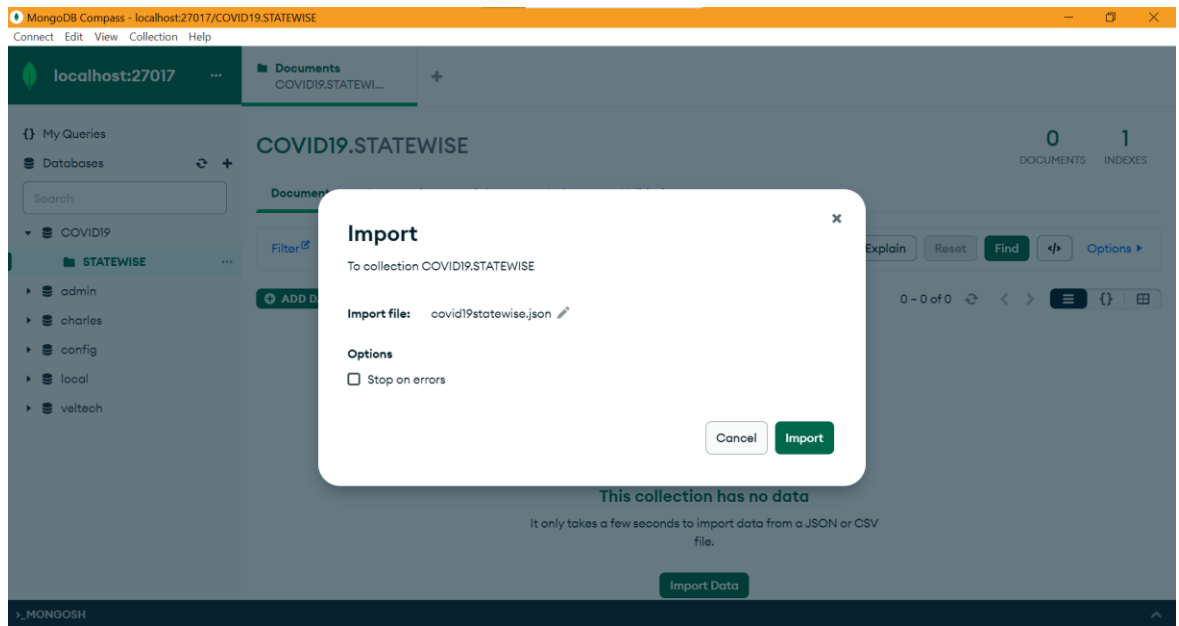 MongoDB Compass - localhost:27017/COVID19.STATEWISE
Connect Edit View Collection Help
localhost:27017 ...
Documents
COVID19.STATEWI...
{} My Queries
Databases
Search
COVID19
STATEWISE ...
admin
charles
config
local
veltech
COVID19.STATEWISE
0
DOCUMENTS
1
INDEXES
Filter
Explain Reset Find </> Options
0 – 0 of 0 {}
Import
To collection COVID19.STATEWISE
Import file: covid19statewise.json
Options
Stop on errors
Cancel Import
This collection has no data
It only takes a few seconds to import data from a JSON or CSV
file.
Import Data
>_MONGOSH